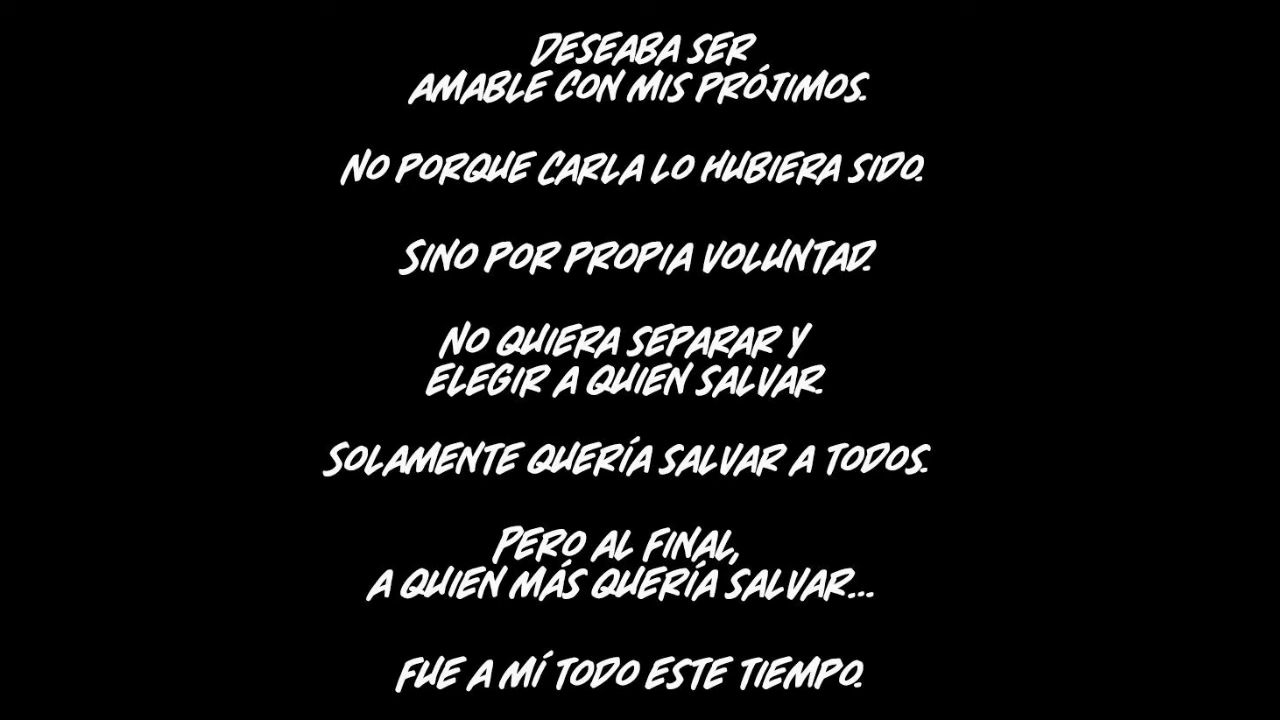 DESEABA SER
AMABLE CON MIS PRÓJIMOS.
NO PORQUE CARLA LO HUBIERA SIDO.
SINO POR PROPIA VOLUNTAD.
NO QUIERA SEPARAR Y
ELEGIR A QUIEN SALVAR.
SOLAMENTE QUERÍA SALVAR A TODOS.
PERO AL FINAL,
A QUIEN MÁS QUERÍA SALVAR...
FUE A MÍ TODO ESTE TIEMPO.